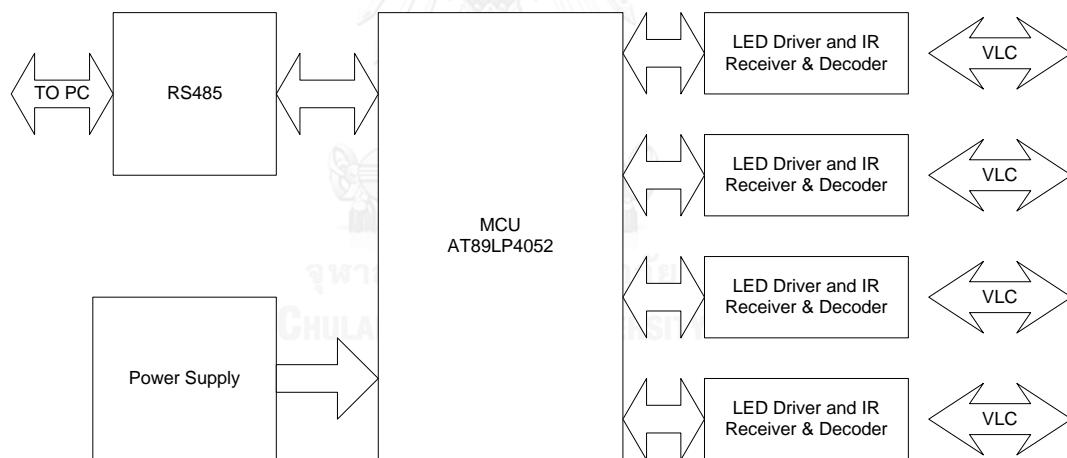 TO PC
RS485
MCU
AT89LP4052
Power Supply
LED Driver and IR
Receiver & Decoder
VLC
LED Driver and IR
Receiver & Decoder
VLC
LED Driver and IR
Receiver & Decoder
VLC
LED Driver and IR
Receiver & Decoder
VLC